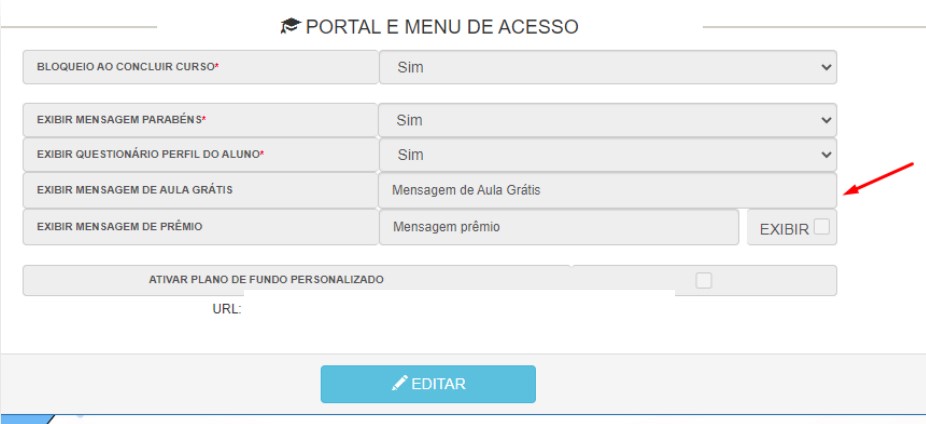 PORTAL E MENU DE ACESSO
BLOQUEIO AO CONCLUIR CURSO* Sim
EXIBIR MENSAGEM PARABÉNS* Sim
EXIBIR QUESTIONÁRIO PERFIL DO ALUNO* Sim
EXIBIR MENSAGEM DE AULA GRÁTIS Mensagem de Aula Grátis
EXIBIR MENSAGEM DE PRÊMIO Mensagem prêmio EXIBIR
ATIVAR PLANO DE FUNDO PERSONALIZADO
URL:
EDITAR